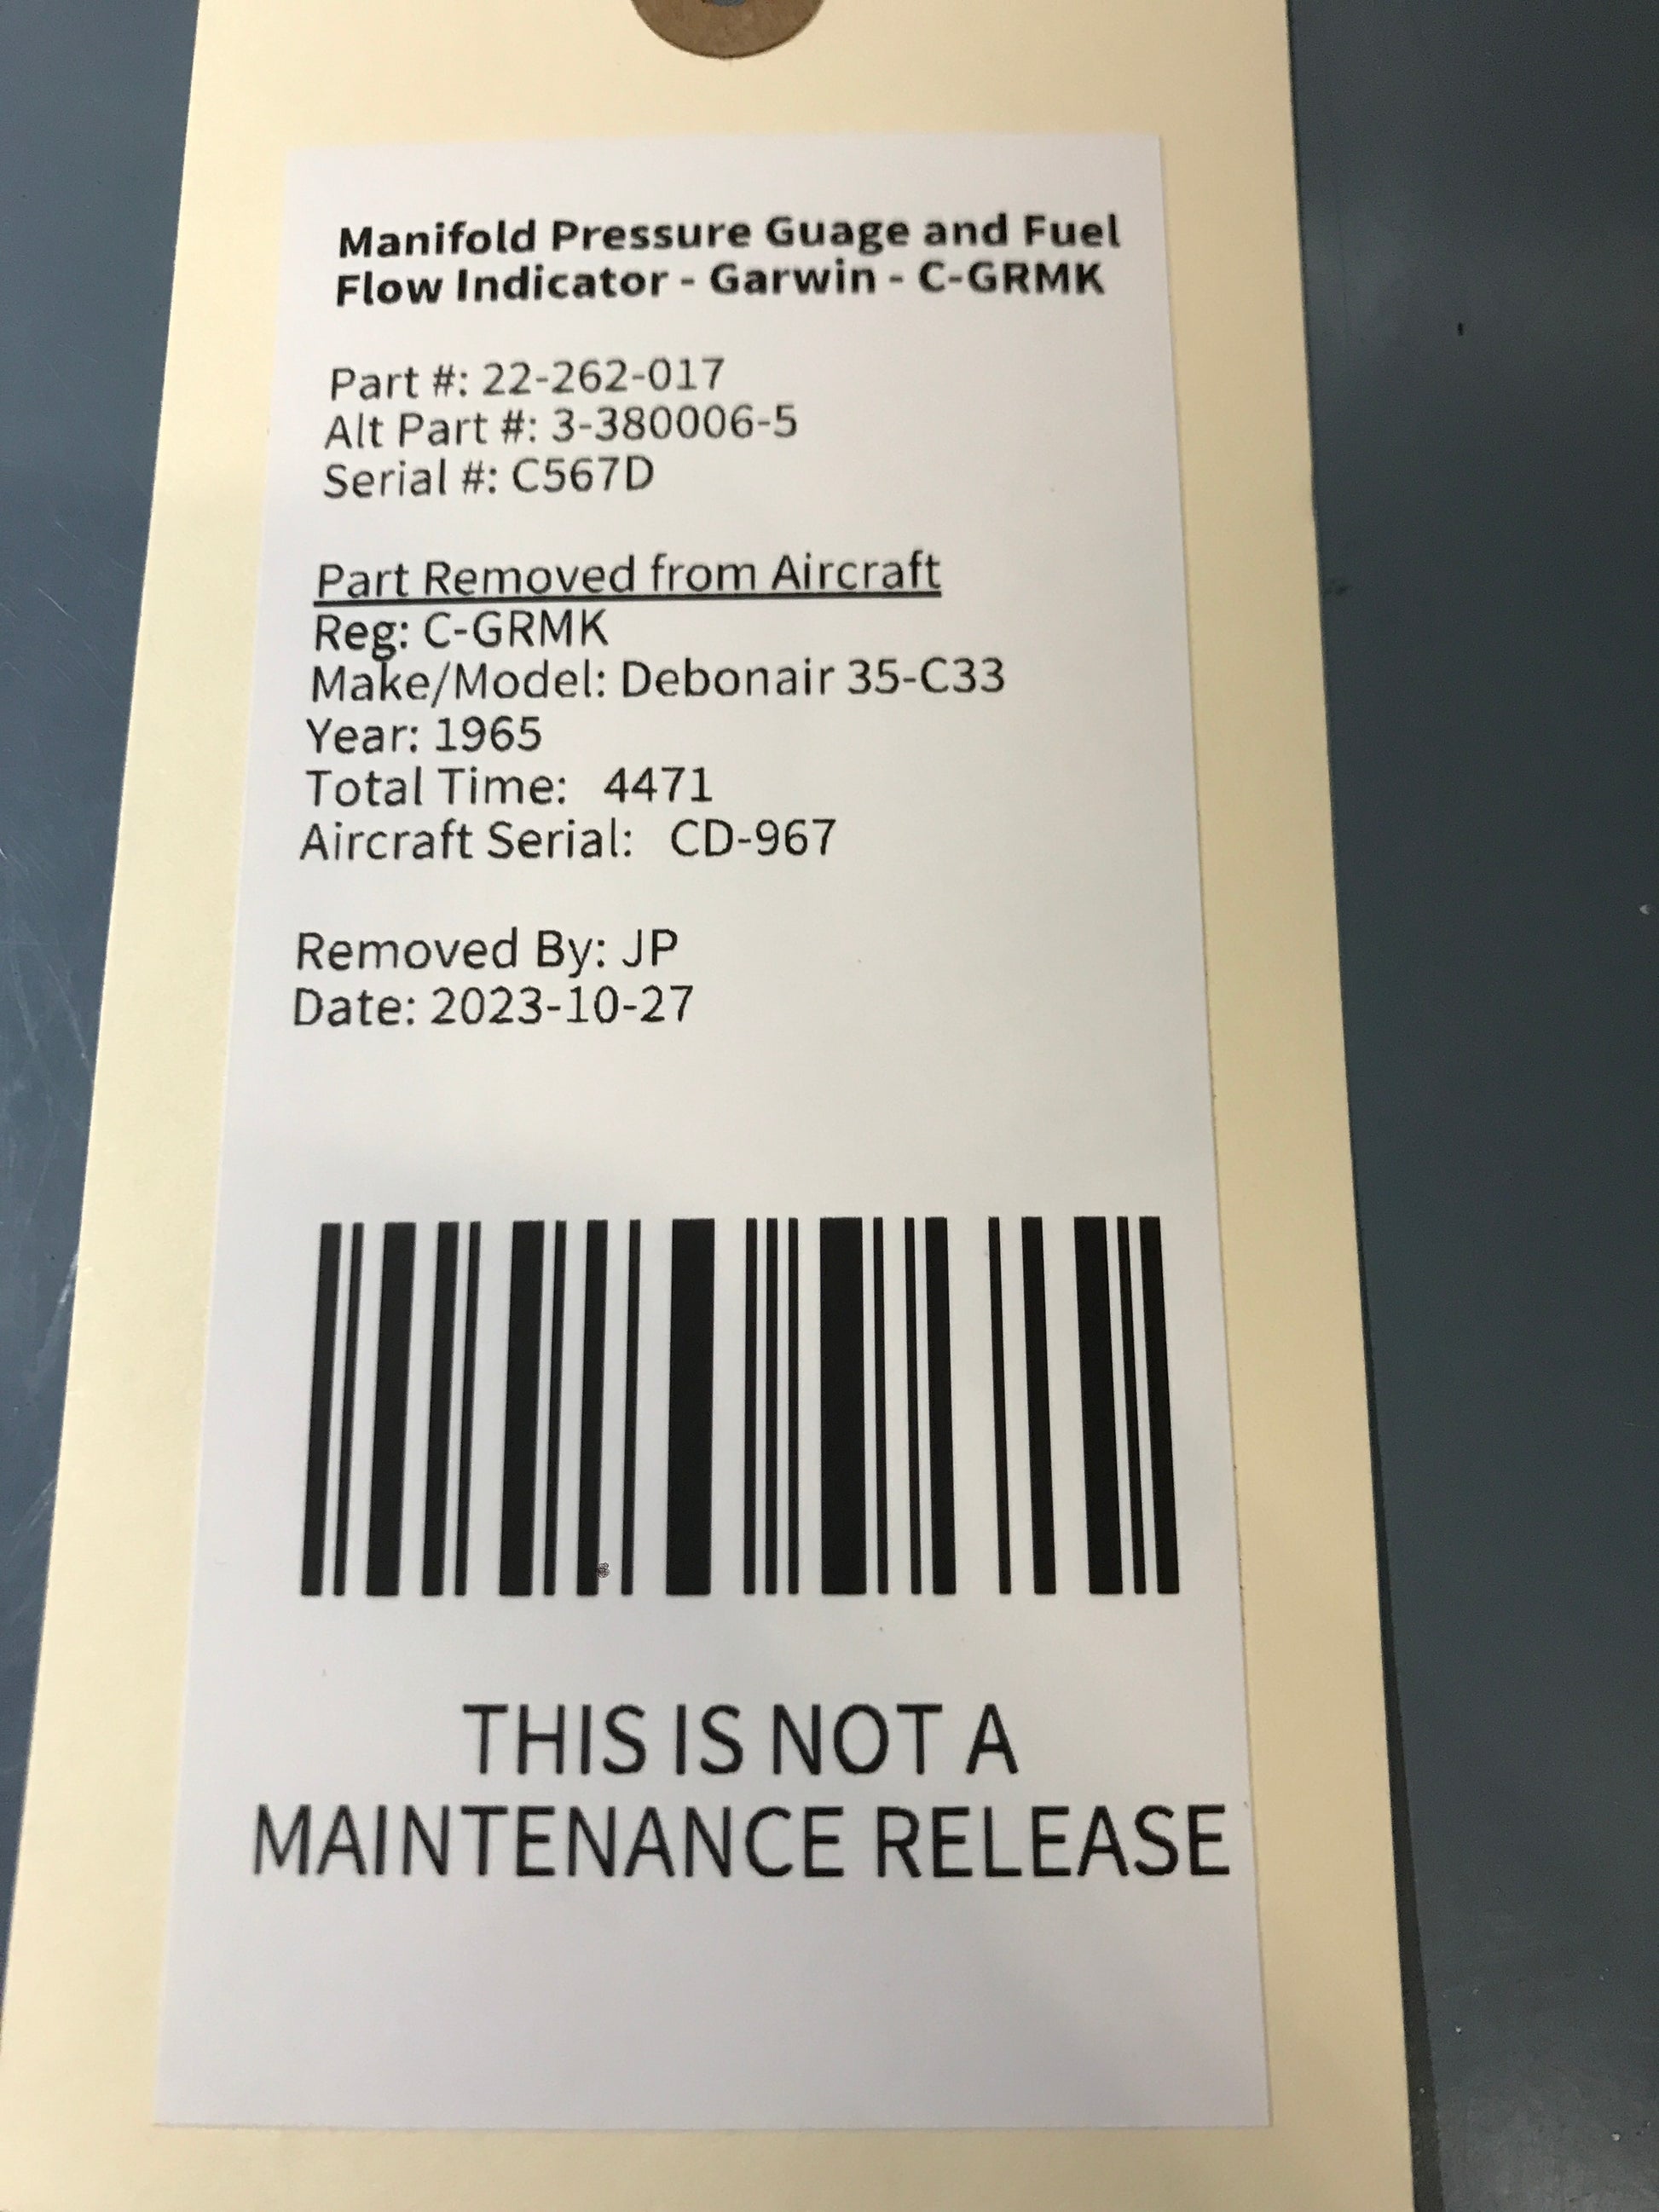 Manifold Pressure Guage and Fuel
Flow Indicator - Garwin - C-GRMK
Part #: 22-262-017
Alt Part #: 3-380006-5
Serial #: C567D
Part Removed from Aircraft
Reg: C-GRMK
Make/Model: Debonair 35-C33
Year: 1965
Total Time: 4471
Aircraft Serial: CD-967
Removed By: JP
Date: 2023-10-27
THIS IS NOT A
MAINTENANCE RELEASE